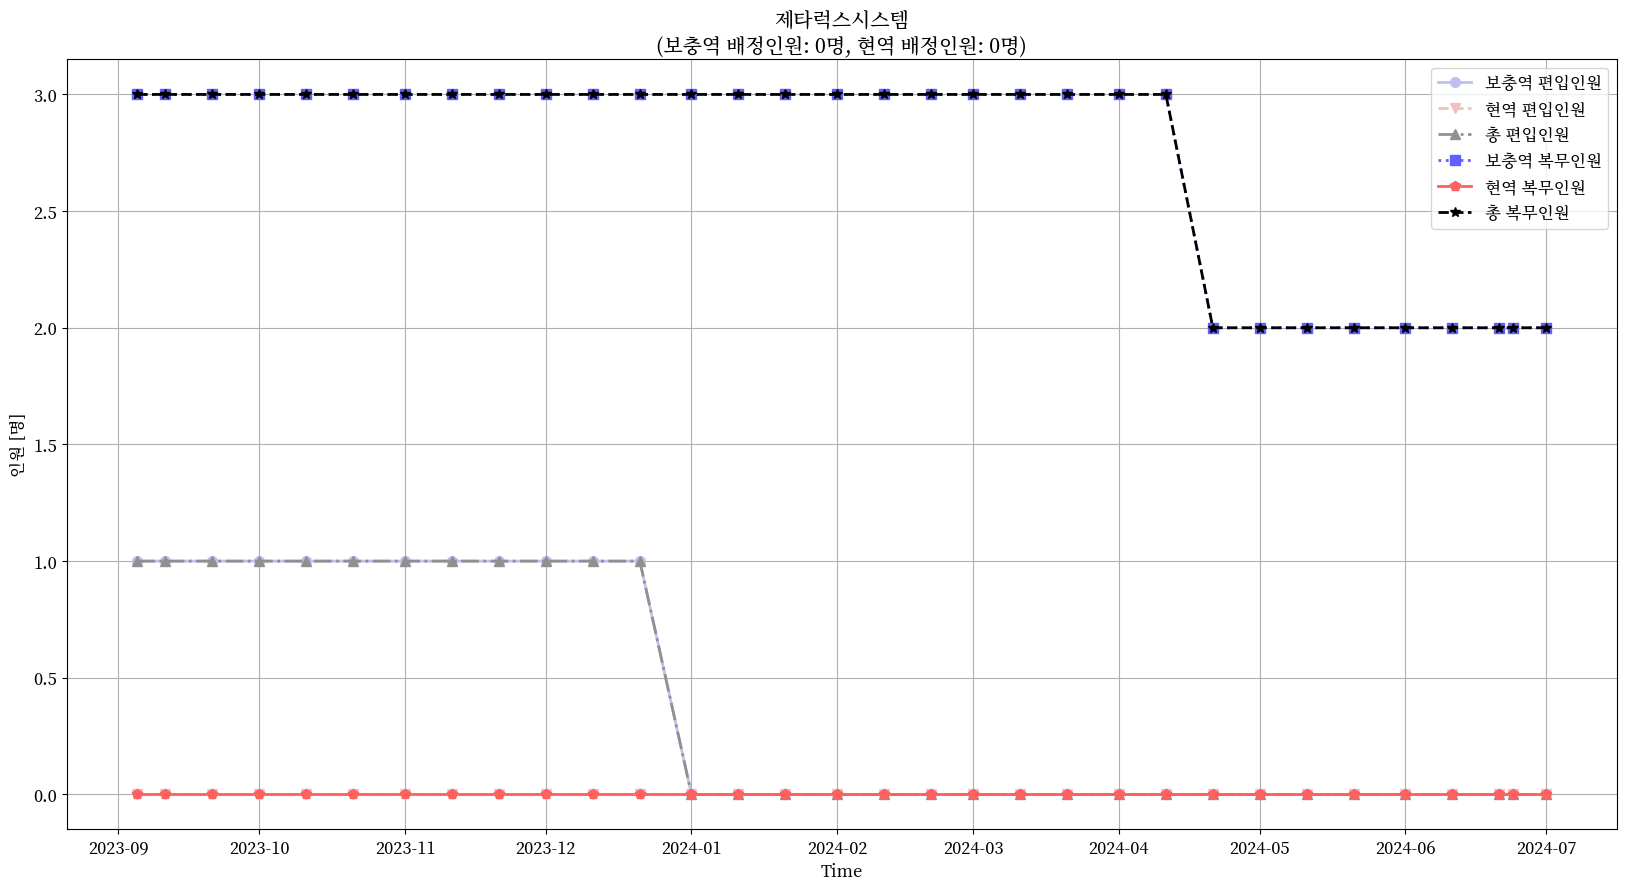 제타럭스시스템
(보충역 배정인원: 0명, 현역 배정인원: 0명)
보충역 편입인원
현역 편입인원
총 편입인원
보충역 복무인원
현역 복무인원
총 복무인원
인원 [명]
3.0
2.5
2.0
1.5
1.0
0.5
0.0
2023-09
2023-10
2023-11
2023-12
2024-01
2024-02
2024-03
2024-04
2024-05
2024-06
2024-07
Time